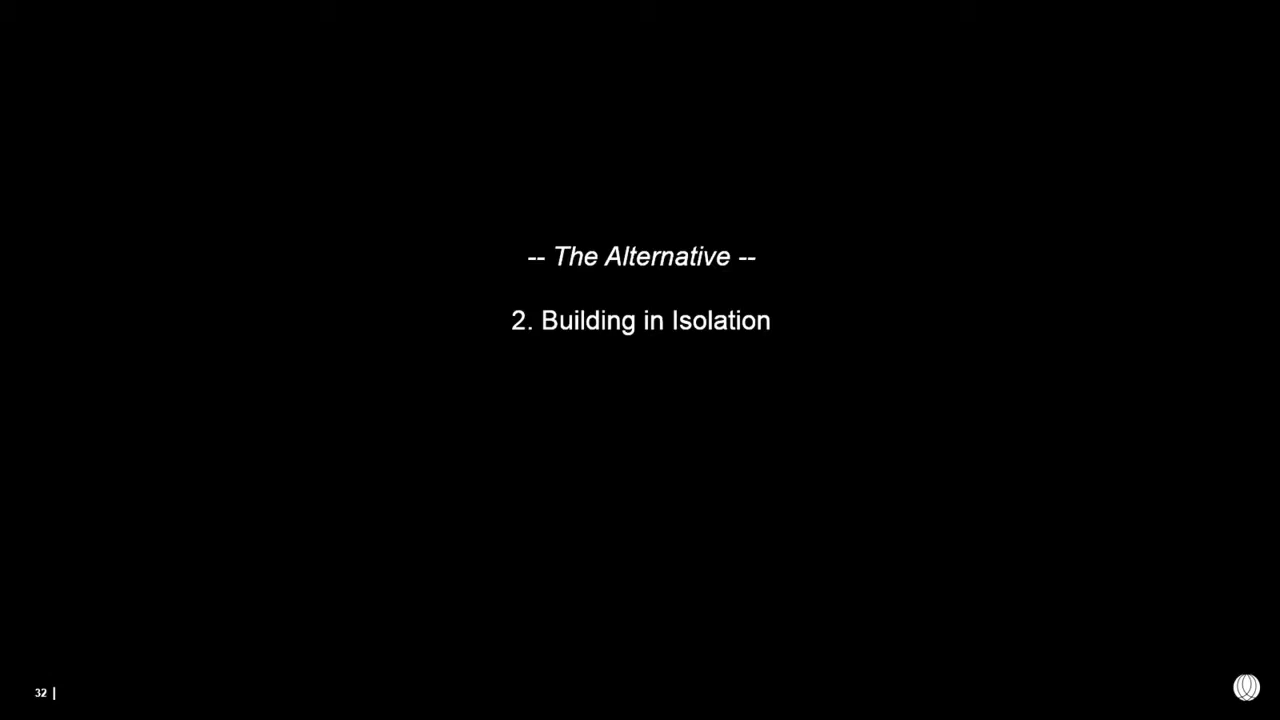 -- The Alternative --
2. Building in Isolation
32 |